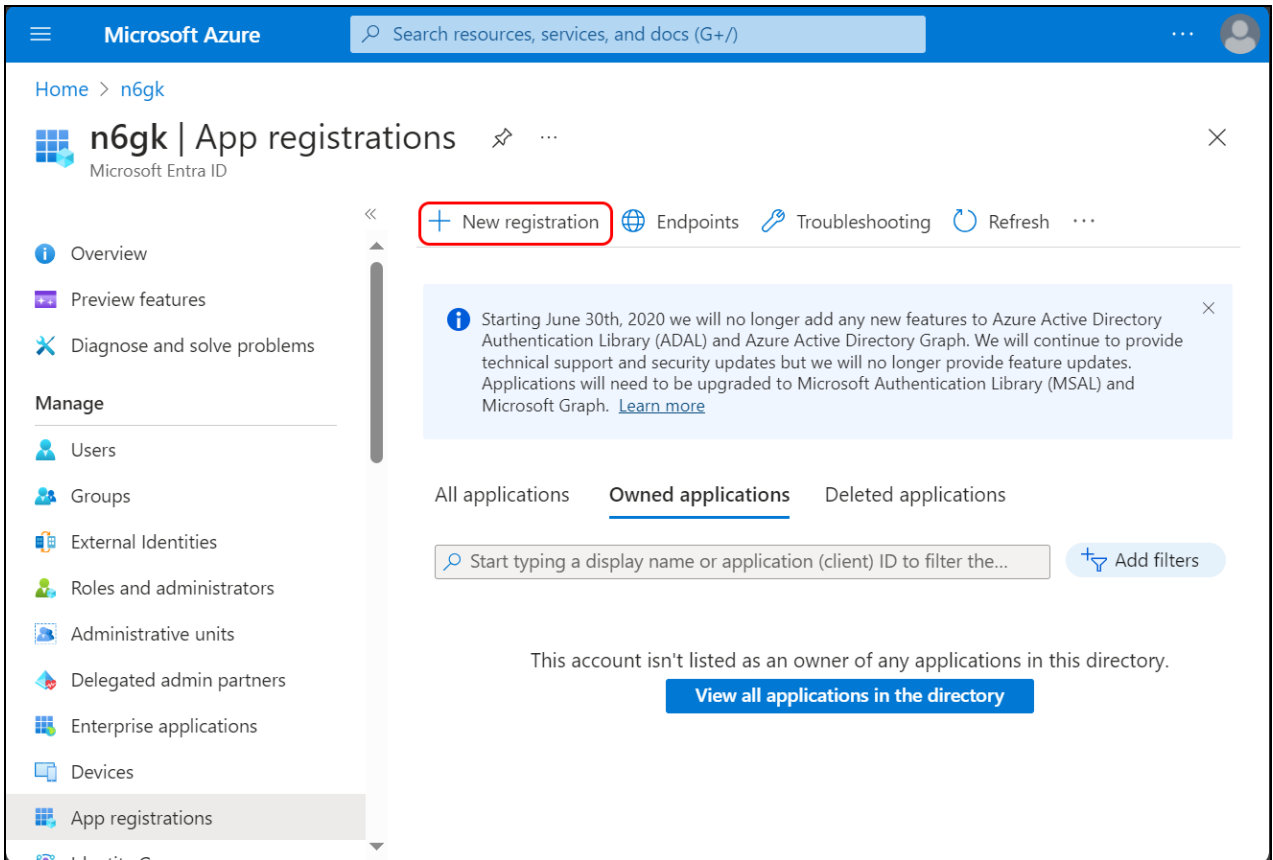 Microsoft Azure
Search resources, services, and docs (G+/)
Home > n6gk
n6gk | App registrations
Microsoft Entra ID
New registration
Endpoints
Troubleshooting
Refresh
Overview
Preview features
Diagnose and solve problems
Manage
Users
Groups
External Identities
Roles and administrators
Administrative units
Delegated admin partners
Enterprise applications
Devices
App registrations
Starting June 30th, 2020 we will no longer add any new features to Azure Active Directory
Authentication Library (ADAL) and Azure Active Directory Graph. We will continue to provide
technical support and security updates but we will no longer provide feature updates.
Applications will need to be upgraded to Microsoft Authentication Library (MSAL) and
Microsoft Graph. Learn more
All applications
Owned applications
Deleted applications
Start typing a display name or application (client) ID to filter the...
Add filters
This account isn't listed as an owner of any applications in this directory.
View all applications in the directory